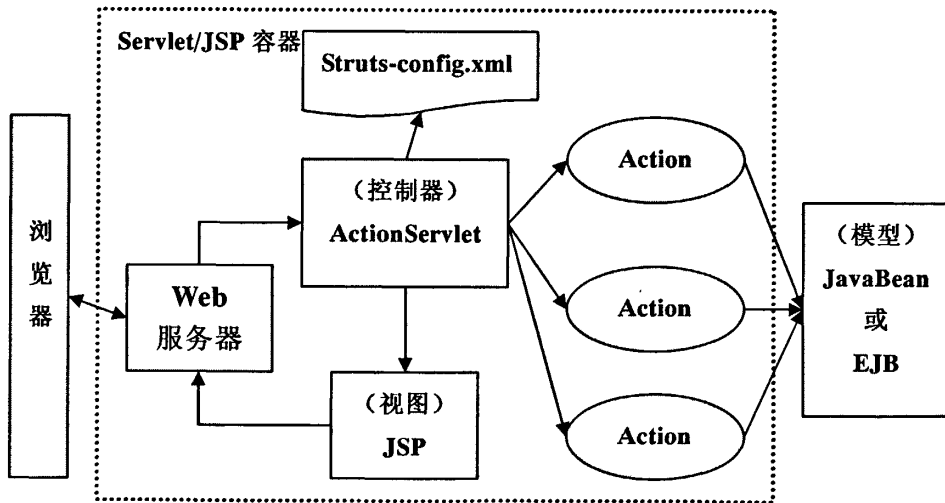 Servlet/JSP 容器
Struts-config.xml
浏
览
器
Web
服务器
（控制器）
ActionServlet
（视图）
JSP
Action
Action
Action
（模型）
JavaBean
或
EJB